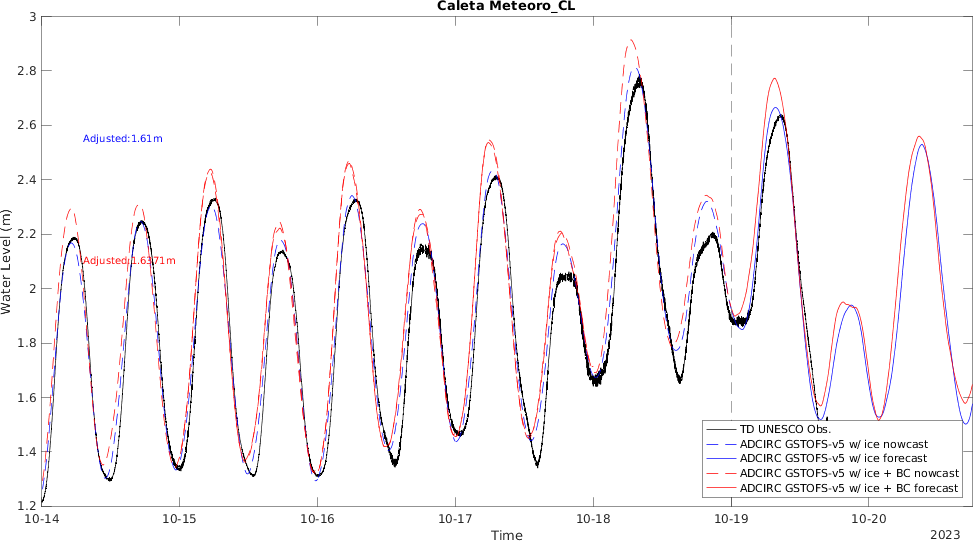 Caleta Meteoro_CL
3
2.8
2.6
2.4
2.2
2
1.8
1.6
1.4
1.2
Water Level (m)
Adjusted:1.61m
Adjusted:1.6371m
TD UNESCO Obs.
ADCIRC GSTOFS-v5 w/ ice nowcast
ADCIRC GSTOFS-v5 w/ ice forecast
ADCIRC GSTOFS-v5 w/ ice + BC nowcast
ADCIRC GSTOFS-v5 w/ ice + BC forecast
10-14 10-15 10-16 10-17 10-18 10-19 10-20
Time
2023